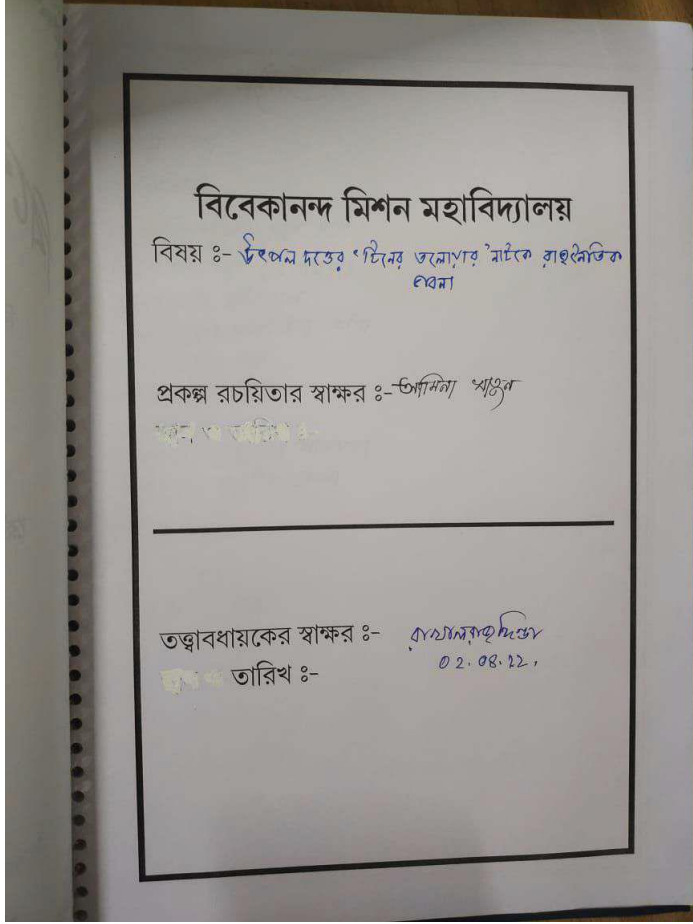 বিবেকানন্দ মিশন মহাবিদ্যালয়
বিষয় ঃ- উৎপল দত্তের 'টিনের তলোয়ার' নাটকে রাজনৈতিক
ভাবনা
প্রকল্প রচয়িতার স্বাক্ষর ঃ- আমিনা খাতুন
তত্ত্বাবধায়কের স্বাক্ষর ঃ-
তারিখ ঃ- 02.08.22.